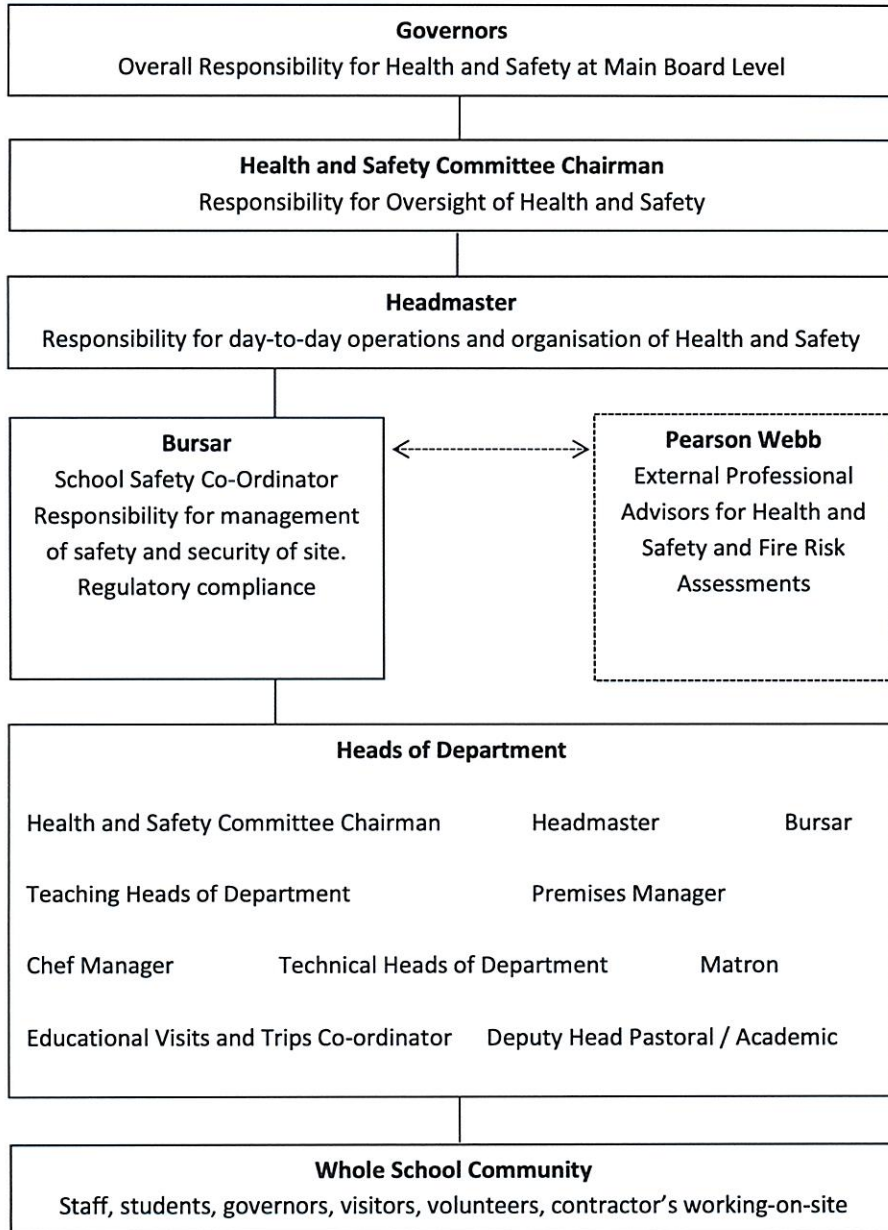 Governors
Overall Responsibility for Health and Safety at Main Board Level
Health and Safety Committee Chairman
Responsibility for Oversight of Health and Safety
Headmaster
Responsibility for day-to-day operations and organisation of Health and Safety
Bursar
School Safety Co-Ordinator
Responsibility for management
of safety and security of site.
Regulatory compliance
Pearson Webb
External Professional
Advisors for Health and
Safety and Fire Risk
Assessments
Heads of Department
Health and Safety Committee Chairman Headmaster Bursar
Teaching Heads of Department Premises Manager
Chef Manager Technical Heads of Department Matron
Educational Visits and Trips Co-ordinator Deputy Head Pastoral / Academic
Whole School Community
Staff, students, governors, visitors, volunteers, contractor's working-on-site